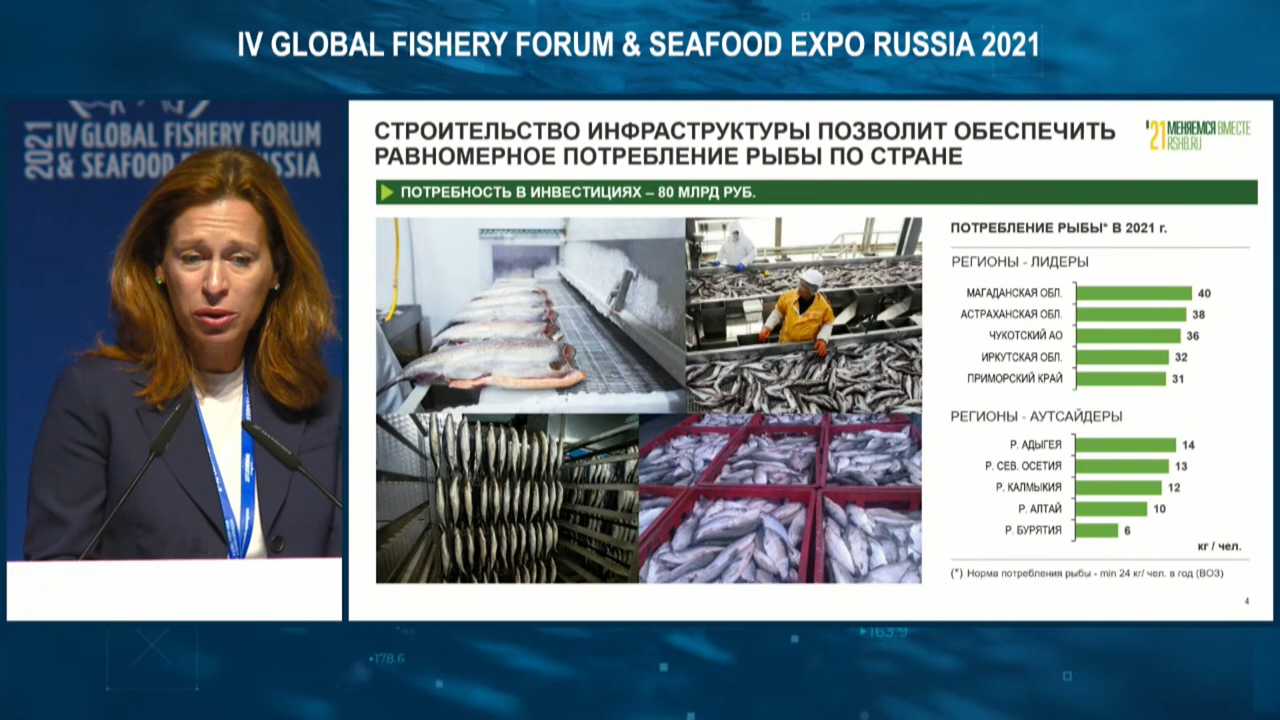 IV GLOBAL FISHERY FORUM & SEAFOOD EXPO RUSSIA 2021
2021
IV GLOBAL FISHERY FORUM
& SEAFOOD
RUSSIA
СТРОИТЕЛЬСТВО ИНФРАСТРУКТУРЫ ПОЗВОЛИТ ОБЕСПЕЧИТЬ
РАВНОМЕРНОЕ ПОТРЕБЛЕНИЕ РЫБЫ ПО СТРАНЕ
'21 МЕНЯЕМСЯ ВМЕСТЕ
RSHB.RU
ПОТРЕБНОСТЬ В ИНВЕСТИЦИЯХ – 80 МЛРД РУБ.
ПОТРЕБЛЕНИЕ РЫБЫ* В 2021 г.
РЕГИОНЫ - ЛИДЕРЫ
МАГАДАНСКАЯ ОБЛ. 40
АСТРАХАНСКАЯ ОБЛ. 38
ЧУКОТСКИЙ АО 36
ИРКУТСКАЯ ОБЛ. 32
ПРИМОРСКИЙ КРАЙ 31
РЕГИОНЫ - АУТСАЙДЕРЫ
Р. АДЫГЕЯ 14
Р. СЕВ. ОСЕТИЯ 13
Р. КАЛМЫКИЯ 12
Р. АЛТАЙ 10
Р. БУРЯТИЯ 6
кг / чел.
(*) Норма потребления рыбы - min 24 кг/ чел. в год (ВОЗ)
4
178.6
163.9